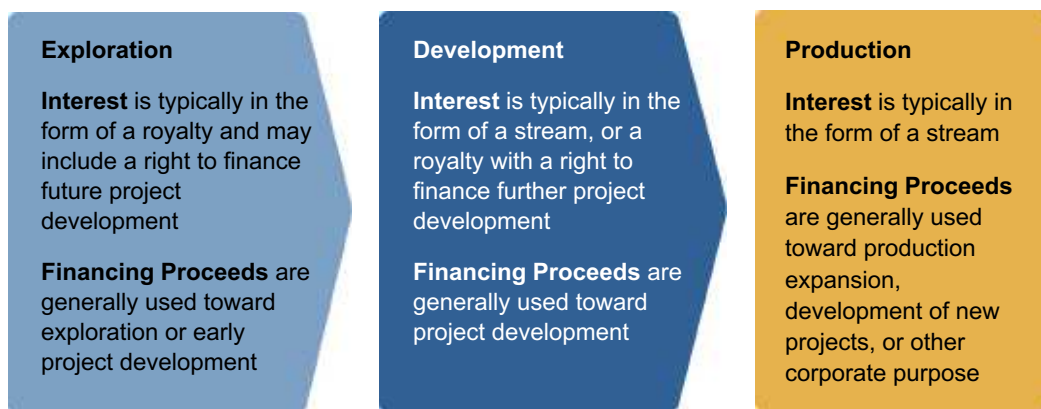 Exploration
Interest is typically in the
form of a royalty and may
include a right to finance
future project
development
Financing Proceeds are
generally used toward
exploration or early
project development
Development
Interest is typically in the
form of a stream, or a
royalty with a right to
finance further project
development
Financing Proceeds are
generally used toward
project development
Production
Interest is typically in
the form of a stream
Financing Proceeds
are generally used
toward production
expansion,
development of new
projects, or other
corporate purpose